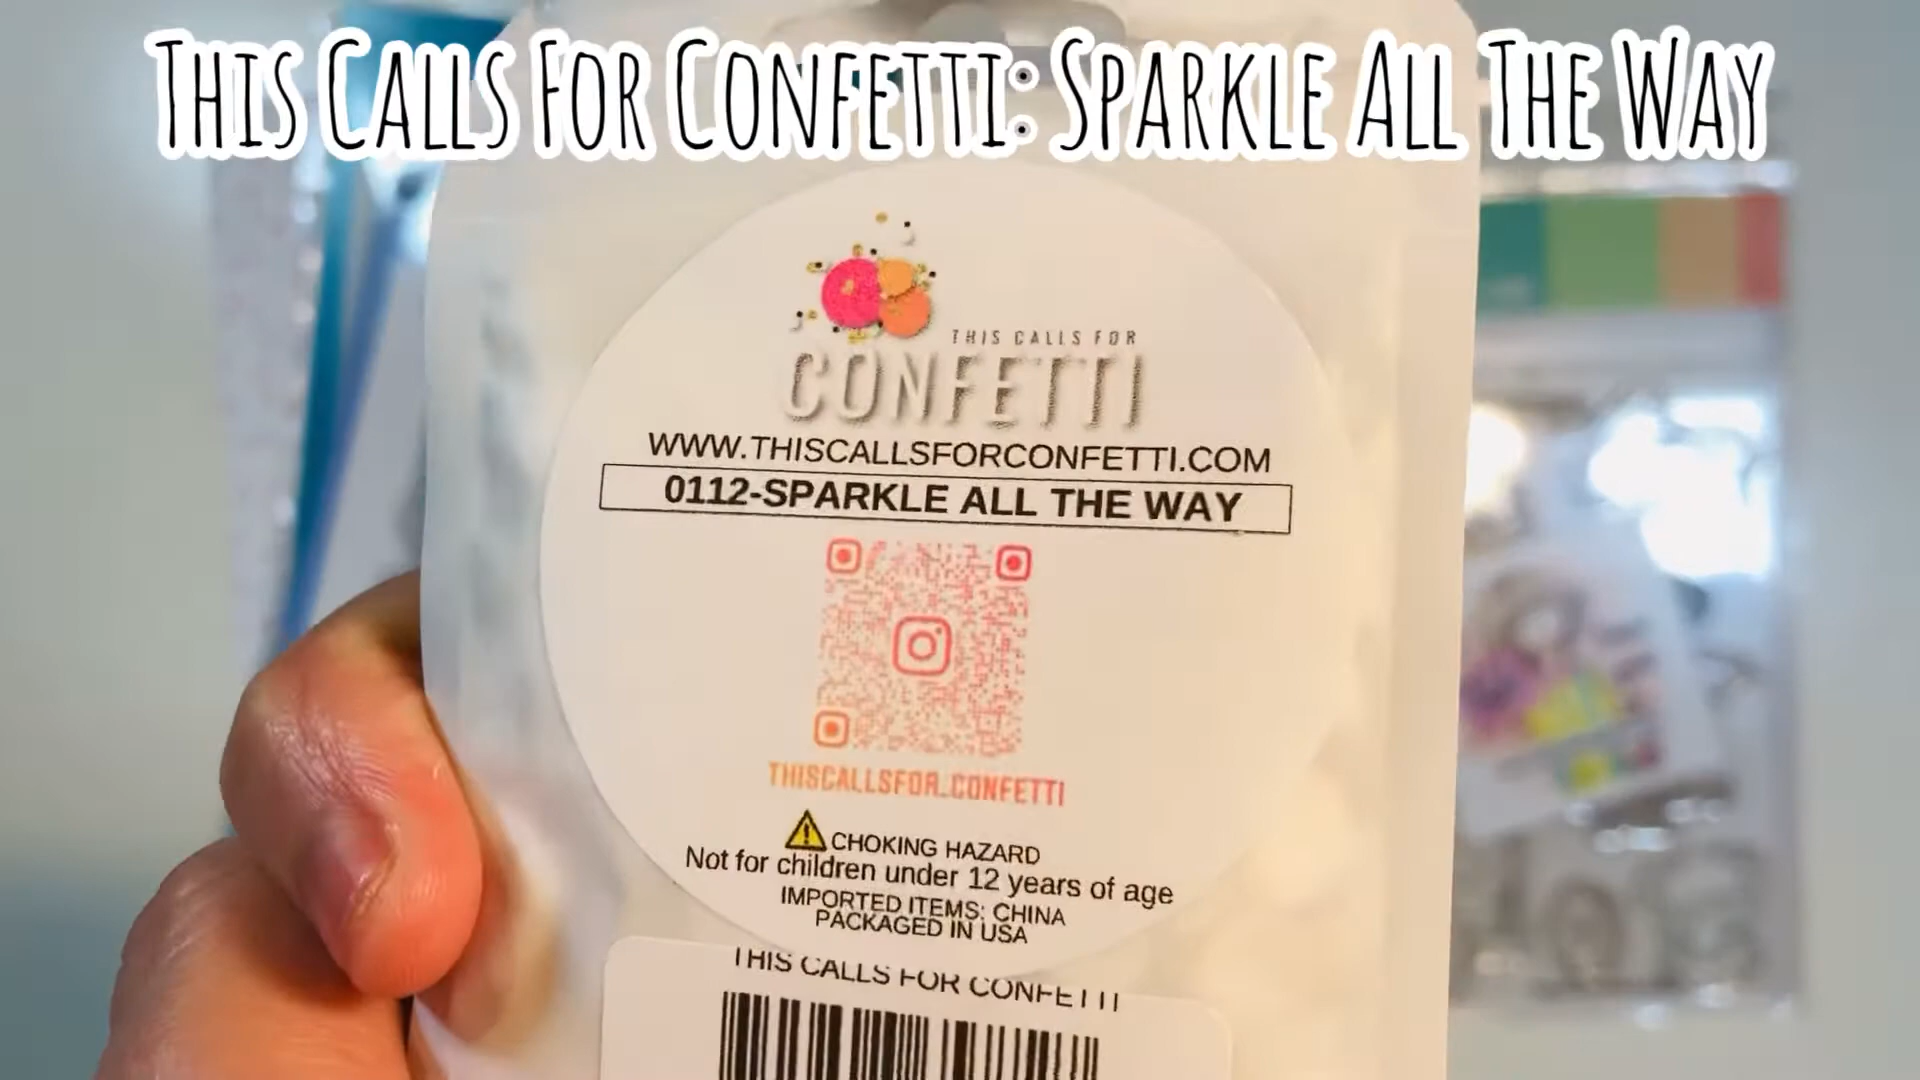 This Calls For Confetti: Sparkle All The Way
THIS CALLS FOR
CONFETTI
WWW.THISCALLSFORCONFETTI.COM
0112-SPARKLE ALL THE WAY
THISCALLSFOR_CONFETTI
CHOKING HAZARD
Not for children under 12 years of age
IMPORTED ITEMS: CHINA
PACKAGED IN USA
THIS CALLS FOR CONFETTI